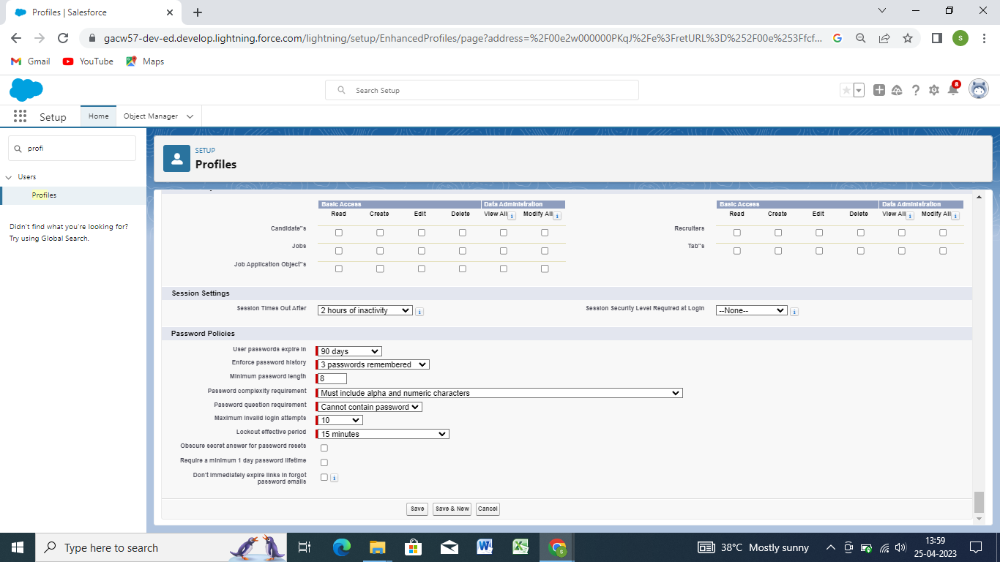 Profiles | Salesforce
gacw57-dev-ed.develop.lightning.force.com/lightning/setup/EnhancedProfiles/page?address=%2F00e2w000000PKqJ%2Fe%3FretURL%3D%252F00e%253Ffcf...
S
Gmail YouTube Maps
Search Setup
8
Setup Home Object Manager
profi
Users
Profiles
Didn't find what you're looking for?
Try using Global Search.
SETUP
Profiles
Basic Access Data Administration Basic Access Data Administration
Read Create Edit Delete View All Modify All Read Create Edit Delete View All Modify All
Candidate"s Recruiters
Jobs Tab"s
Job Application Object"s
Session Settings
Session Times Out After 2 hours of inactivity Session Security Level Required at Login --None--
Password Policies
User passwords expire in 90 days
Enforce password history 3 passwords remembered
Minimum password length 8
Password complexity requirement Must include alpha and numeric characters
Password question requirement Cannot contain password
Maximum invalid login attempts 10
Lockout effective period 15 minutes
Obscure secret answer for password resets
Require a minimum 1 day password lifetime
Don't immediately expire links in forgot
password emails
Save Save & New Cancel
Type here to search
38°C Mostly sunny
13:59
25-04-2023